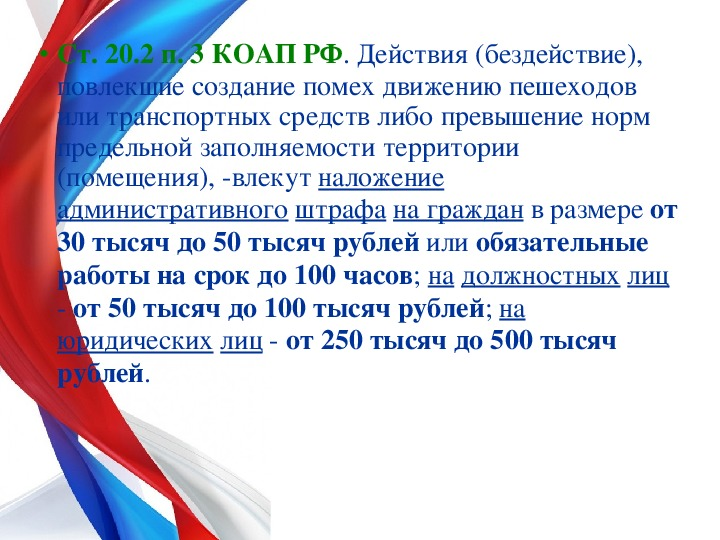 • Ст. 20.2 п. 3 КОАП РФ. Действия (бездействие),
повлекшие создание помех движению пешеходов
или транспортных средств либо превышение норм
предельной заполняемости территории
(помещения), -влекут наложение
административного штрафа на граждан в размере от
30 тысяч до 50 тысяч рублей или обязательные
работы на срок до 100 часов; на должностных лиц
- от 50 тысяч до 100 тысяч рублей; на
юридических лиц - от 250 тысяч до 500 тысяч
рублей.